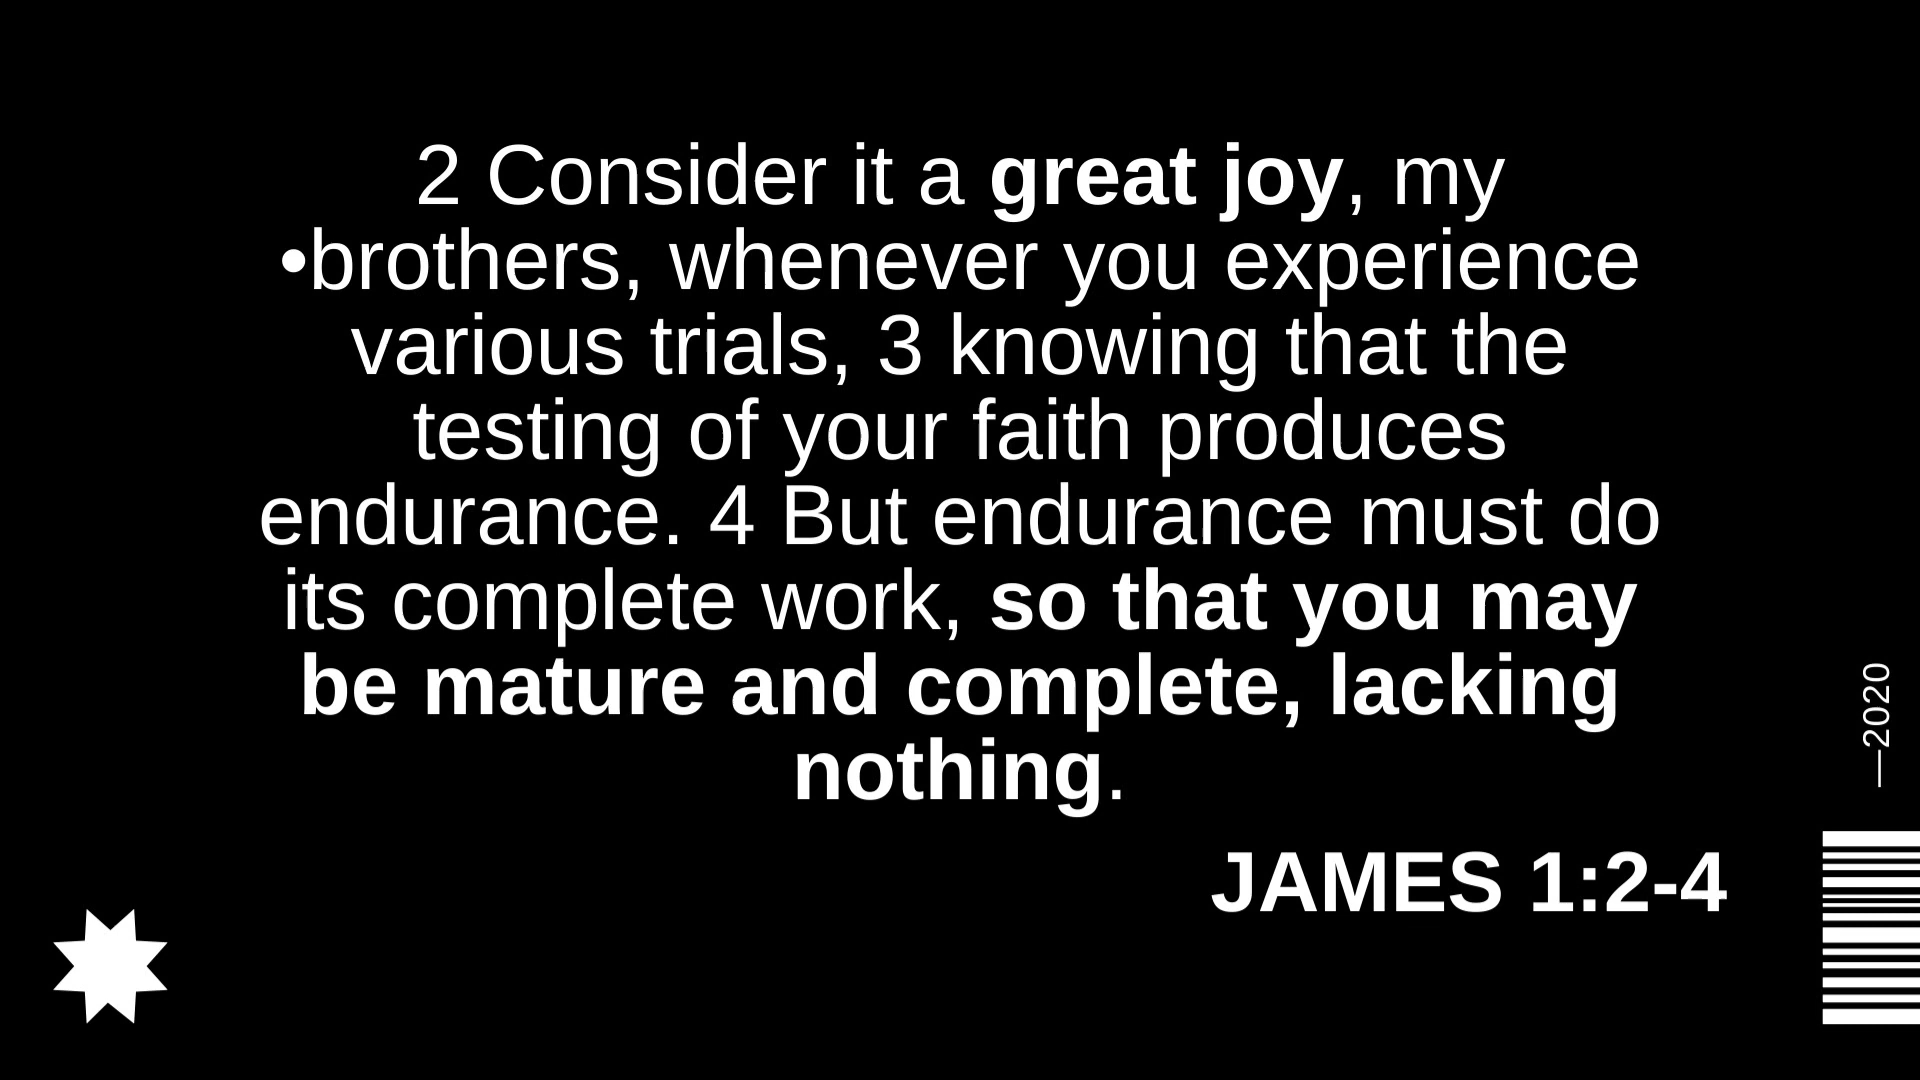 2 Consider it a great joy, my
•brothers, whenever you experience
various trials, 3 knowing that the
testing of your faith produces
endurance. 4 But endurance must do
its complete work, so that you may
be mature and complete, lacking
nothing.
JAMES 1:2-4
—2020